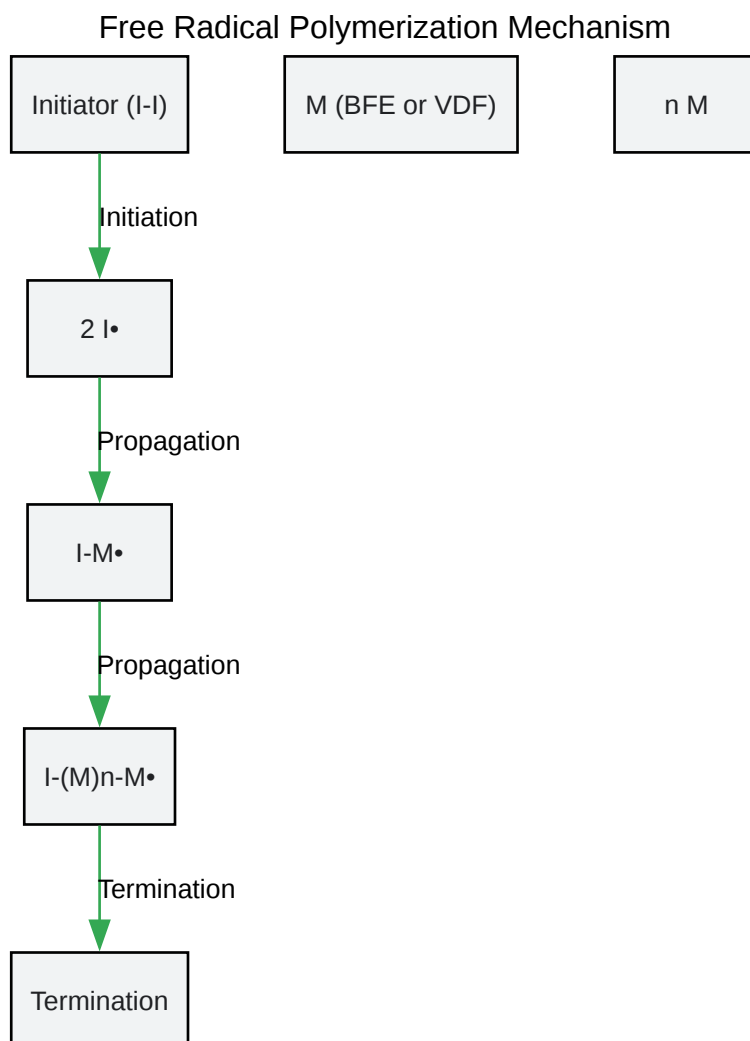 Free Radical Polymerization Mechanism
Initiator (I-I)
M (BFE or VDF)
n M
Initiation
2 I•
Propagation
I-M•
Propagation
I-(M)n-M•
Termination
Termination